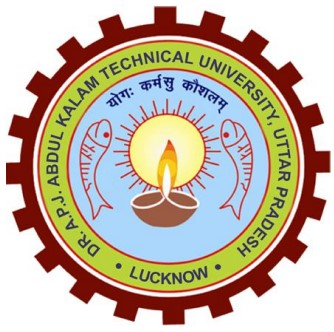 DR. A.P.J. ABDUL KALAM TECHNICAL UNIVERSITY, UTTAR PRADESH
योगः कर्मसु कौशलम्
• LUCKNOW •